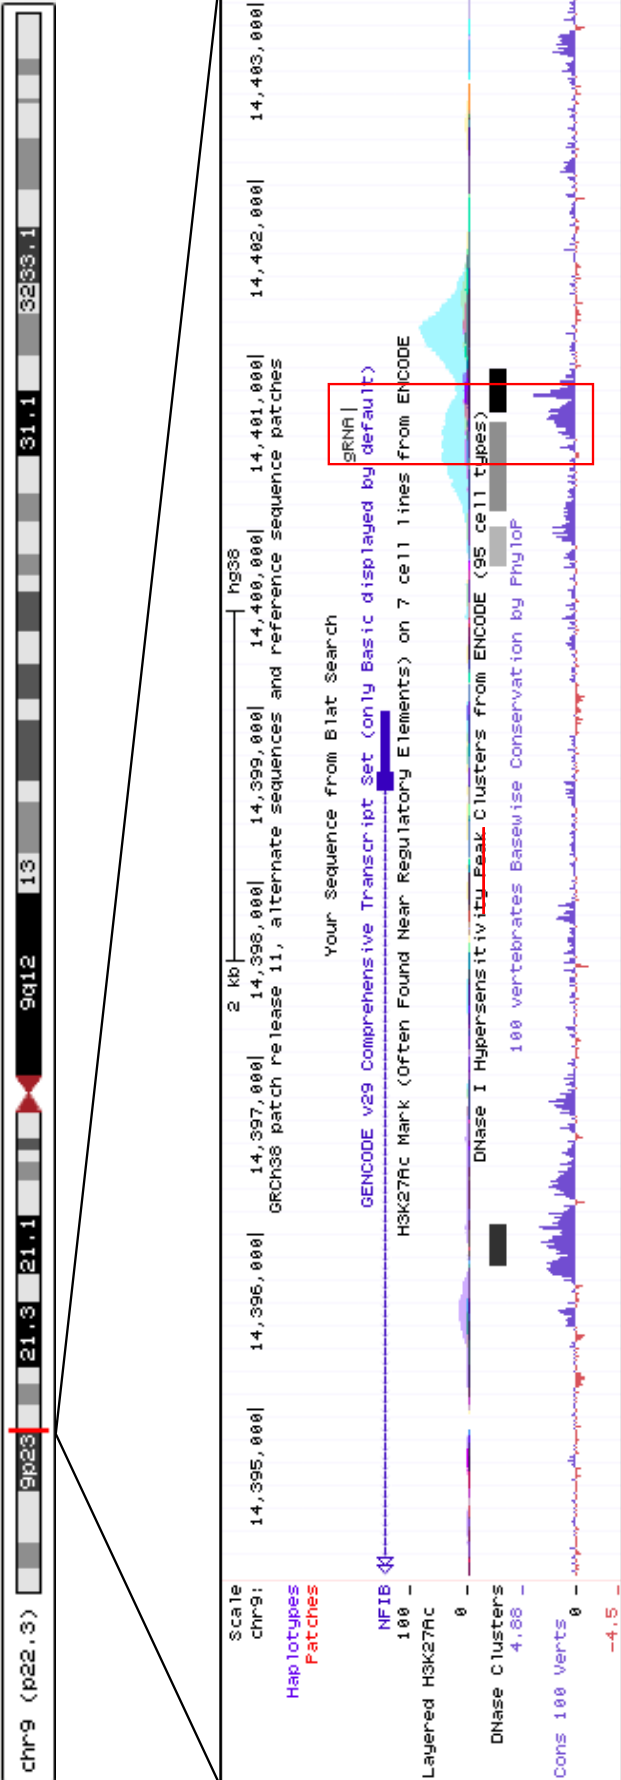 chr9 (p22.3) 9p23 21.3 21.1 9q12 13 31.1 3233.1
Scale 2 kb hg38
chr9: 14,395,000| 14,396,000| 14,397,000| 14,398,000| 14,399,000| 14,400,000| 14,401,000| 14,402,000| 14,403,000|
GRCh38 patch release 11, alternate sequences and reference sequence patches
Haplotypes
Patches
Your Sequence from Blat Search
gRNA|
GENCODE v29 Comprehensive Transcript Set (only Basic displayed by default)
NFIB
H3K27Ac Mark (Often Found Near Regulatory Elements) on 7 cell lines from ENCODE
100 -
Layered H3K27Ac
0 -
DNase I Hypersensitivity Peak Clusters from ENCODE (95 cell types)
DNase Clusters
100 vertebrates Basewise Conservation by PhyloP
4.88 -
Cons 100 Verts
0 -
-4.5 -